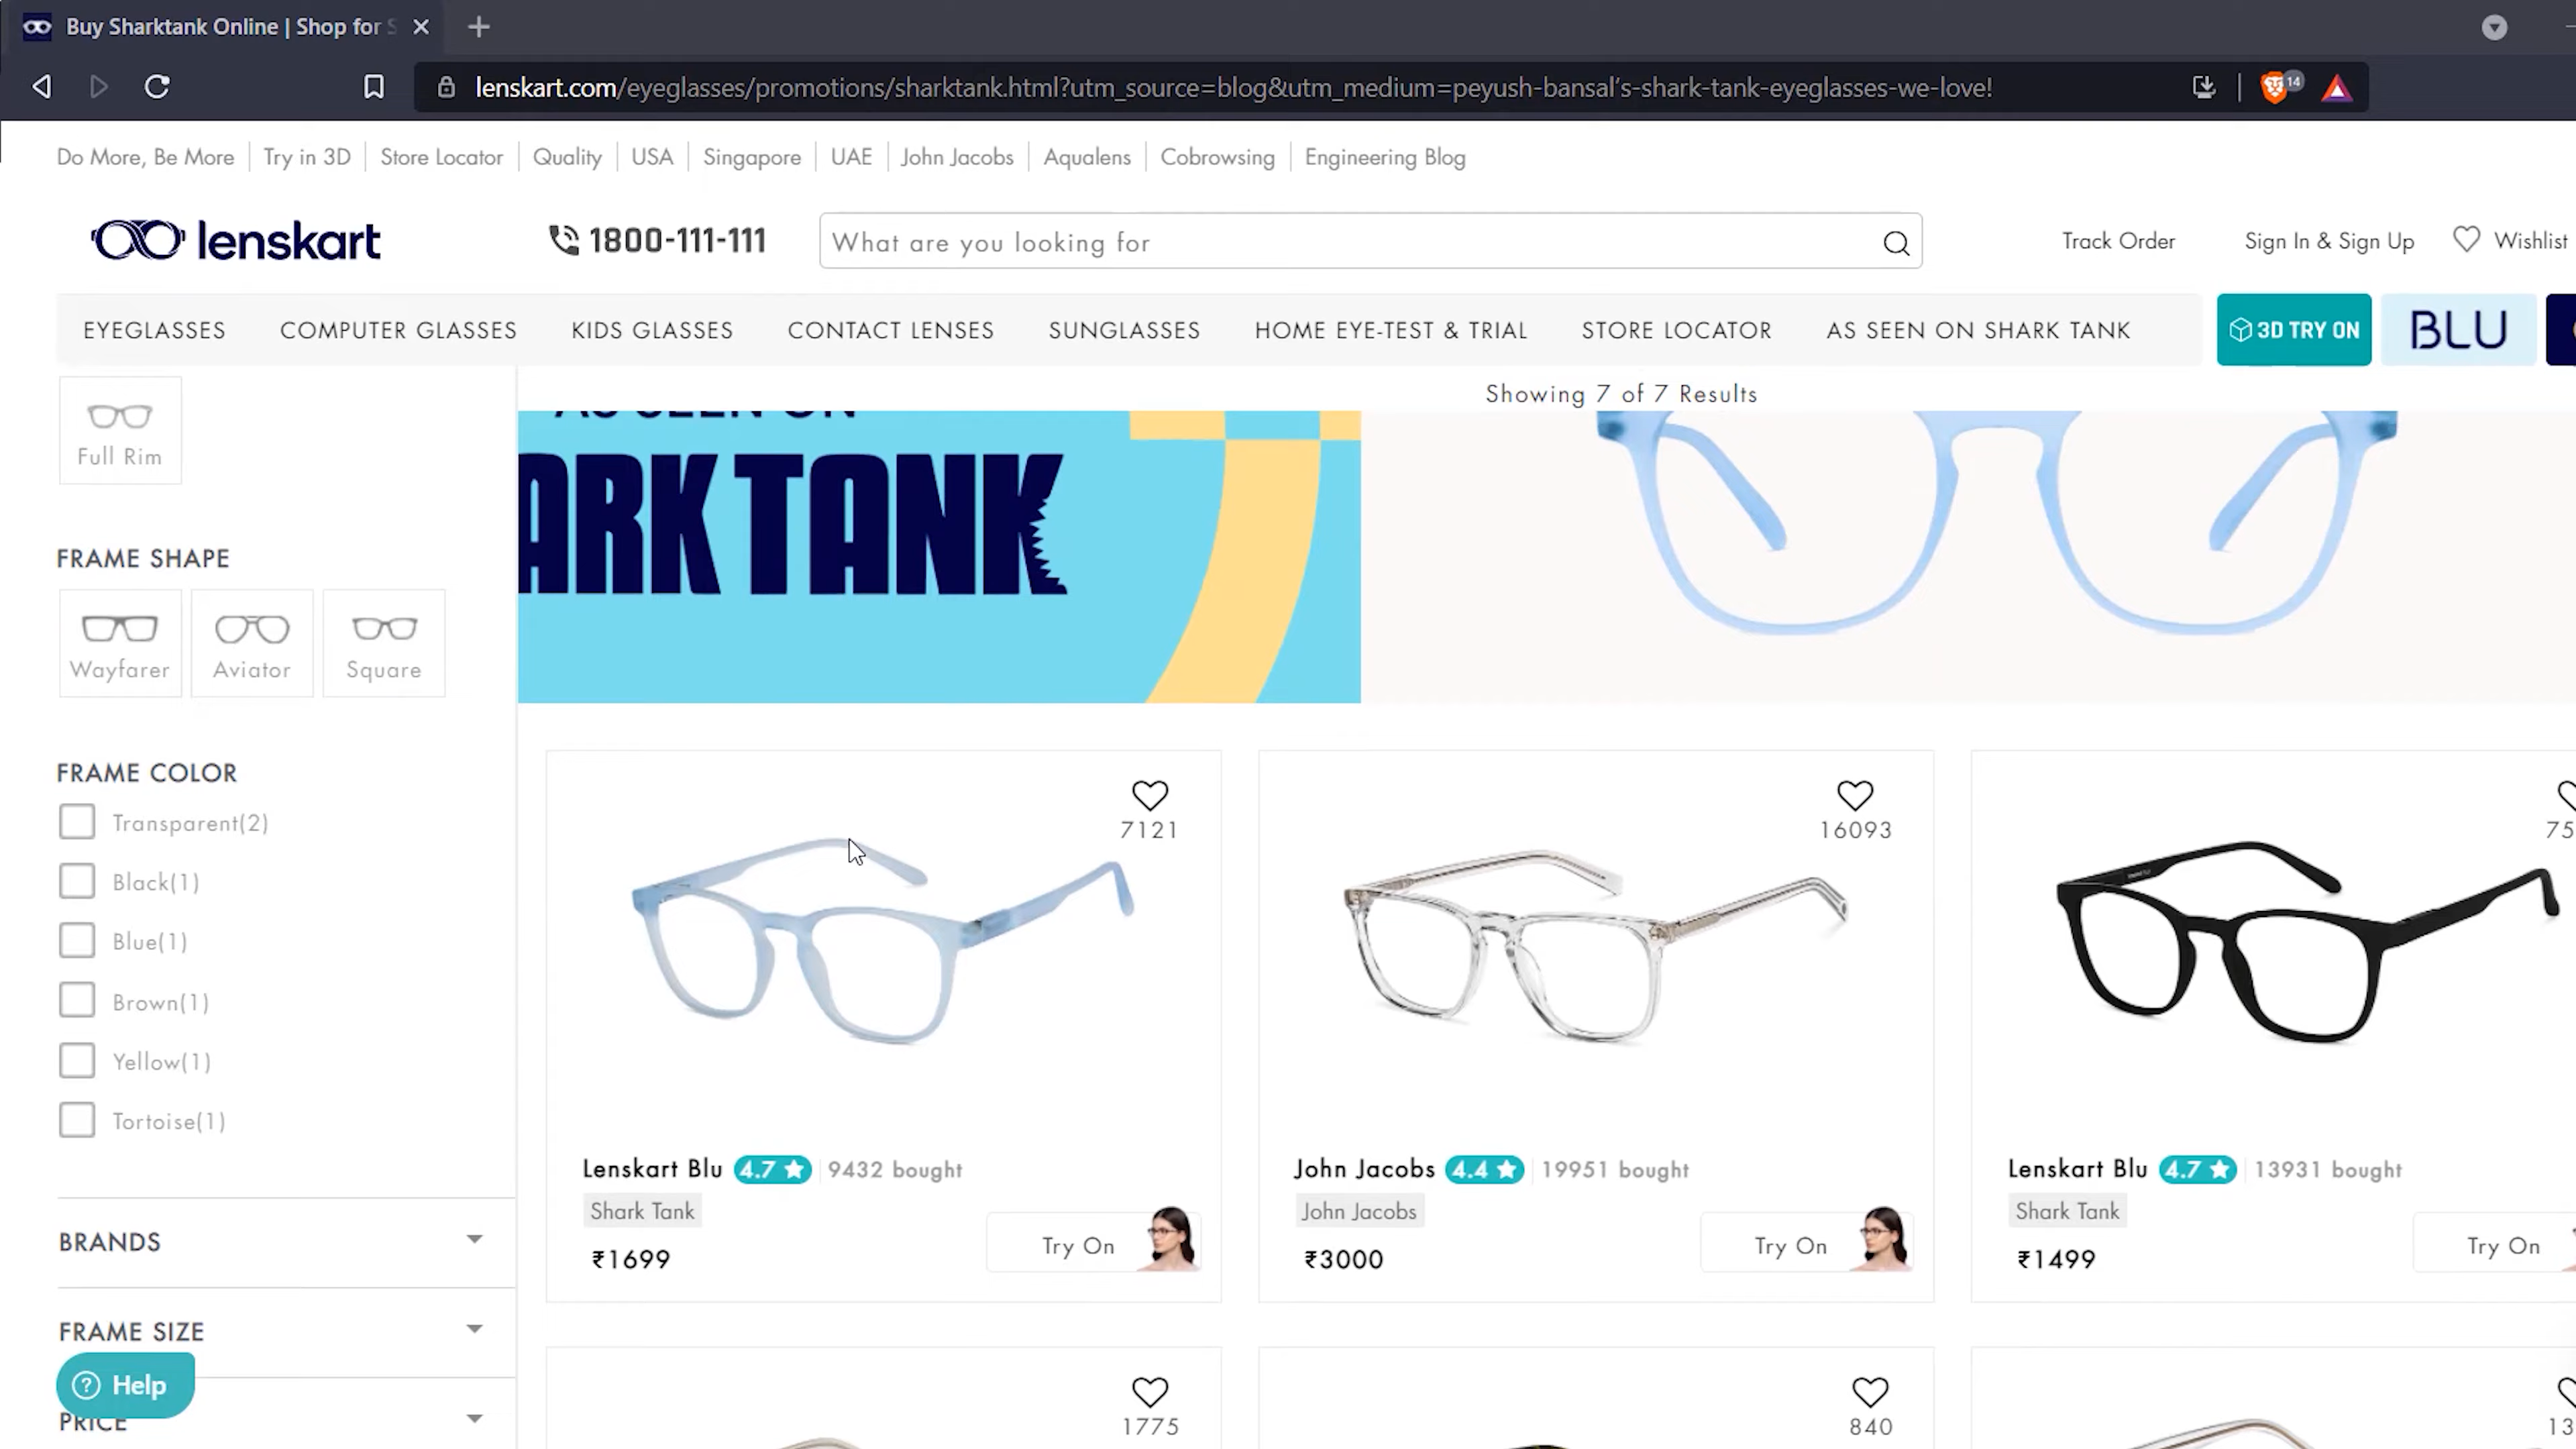 Buy Sharktank Online | Shop for S
lenskart.com/eyeglasses/promotions/sharktank.html?utm_source=blog&utm_medium=peyush-bansal's-shark-tank-eyeglasses-we-love!
14
Do More, Be More | Try in 3D | Store Locator | Quality | USA | Singapore | UAE | John Jacobs | Aqualens | Cobrowsing | Engineering Blog
lenskart
1800-111-111
What are you looking for
Track Order
Sign In & Sign Up
Wishlist
EYEGLASSES COMPUTER GLASSES KIDS GLASSES CONTACT LENSES SUNGLASSES HOME EYE-TEST & TRIAL STORE LOCATOR AS SEEN ON SHARK TANK
3D TRY ON
BLU
Showing 7 of 7 Results
Full Rim
FRAME SHAPE
Wayfarer Aviator Square
AS SEEN ON
ARK TANK
FRAME COLOR
Transparent(2)
Black(1)
Blue(1)
Brown(1)
Yellow(1)
Tortoise(1)
BRANDS
FRAME SIZE
Help
PRICE
7121
Lenskart Blu 4.7 ★ | 9432 bought
Shark Tank
₹1699
Try On
16093
John Jacobs 4.4 ★ | 19951 bought
John Jacobs
₹3000
Try On
75
Lenskart Blu 4.7 ★ | 13931 bought
Shark Tank
₹1499
Try On
1775
840
13